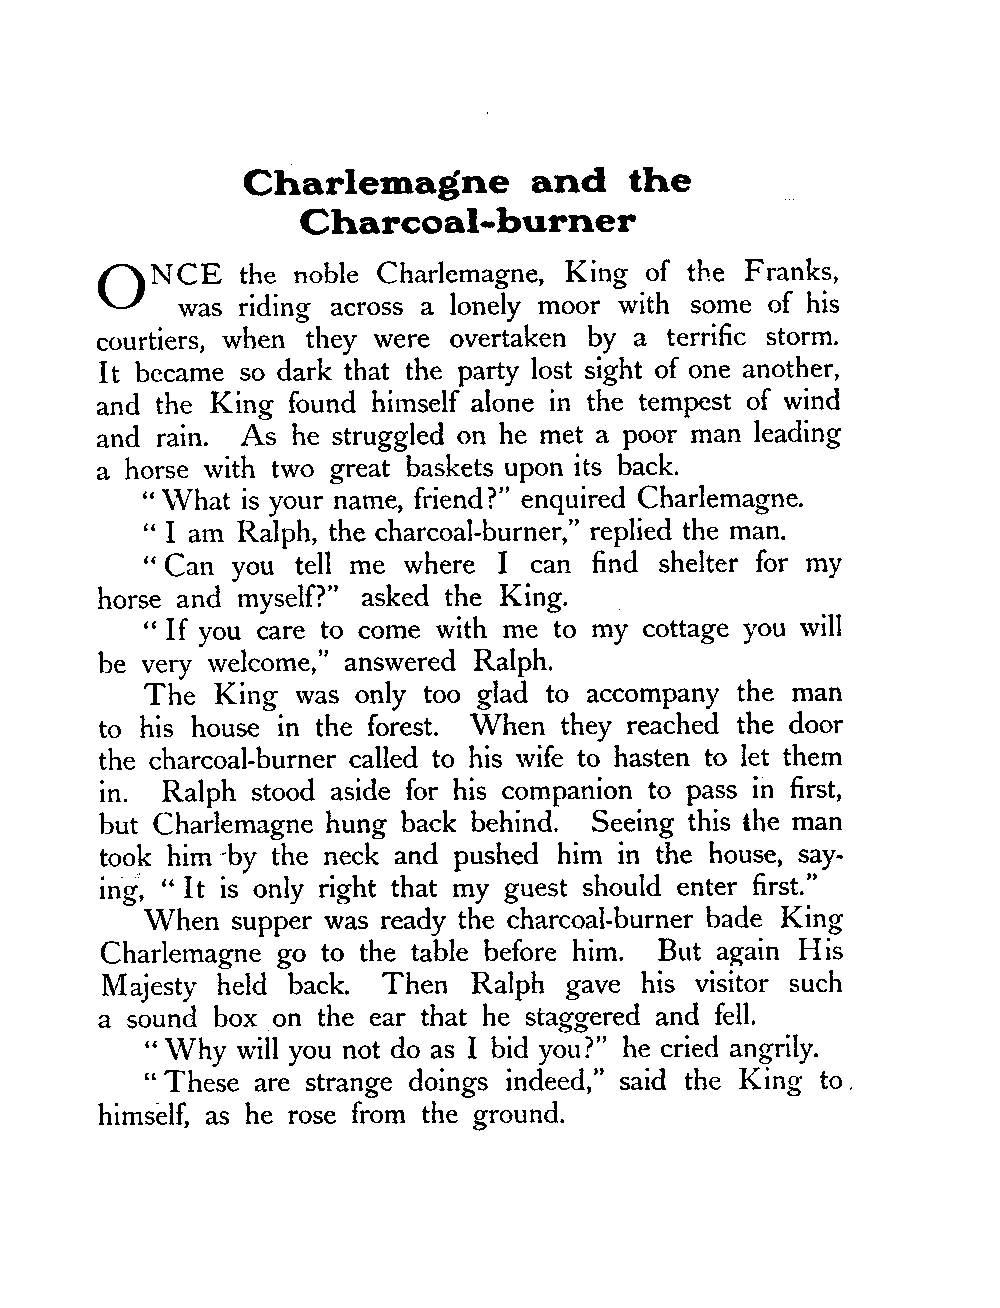 Charlemagne and the
Charcoal-burner
ONCE the noble Charlemagne, King of the Franks,
was riding across a lonely moor with some of his
courtiers, when they were overtaken by a terrific storm.
It became so dark that the party lost sight of one another,
and the King found himself alone in the tempest of wind
and rain. As he struggled on he met a poor man leading
a horse with two great baskets upon its back.
“What is your name, friend?” enquired Charlemagne.
“I am Ralph, the charcoal-burner,” replied the man.
“Can you tell me where I can find shelter for my
horse and myself?” asked the King.
“If you care to come with me to my cottage you will
be very welcome,” answered Ralph.
The King was only too glad to accompany the man
to his house in the forest. When they reached the door
the charcoal-burner called to his wife to hasten to let them
in. Ralph stood aside for his companion to pass in first,
but Charlemagne hung back behind. Seeing this the man
took him by the neck and pushed him in the house, say-
ing, “It is only right that my guest should enter first.”
When supper was ready the charcoal-burner bade King
Charlemagne go to the table before him. But again His
Majesty held back. Then Ralph gave his visitor such
a sound box on the ear that he staggered and fell.
“Why will you not do as I bid you?” he cried angrily.
“These are strange doings indeed,” said the King to
himself, as he rose from the ground.